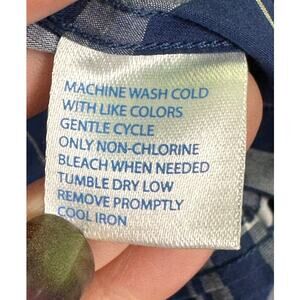 MACHINE WASH COLD
WITH LIKE COLORS
GENTLE CYCLE
ONLY NON-CHLORINE
BLEACH WHEN NEEDED
TUMBLE DRY LOW
REMOVE PROMPTLY
COOL IRON